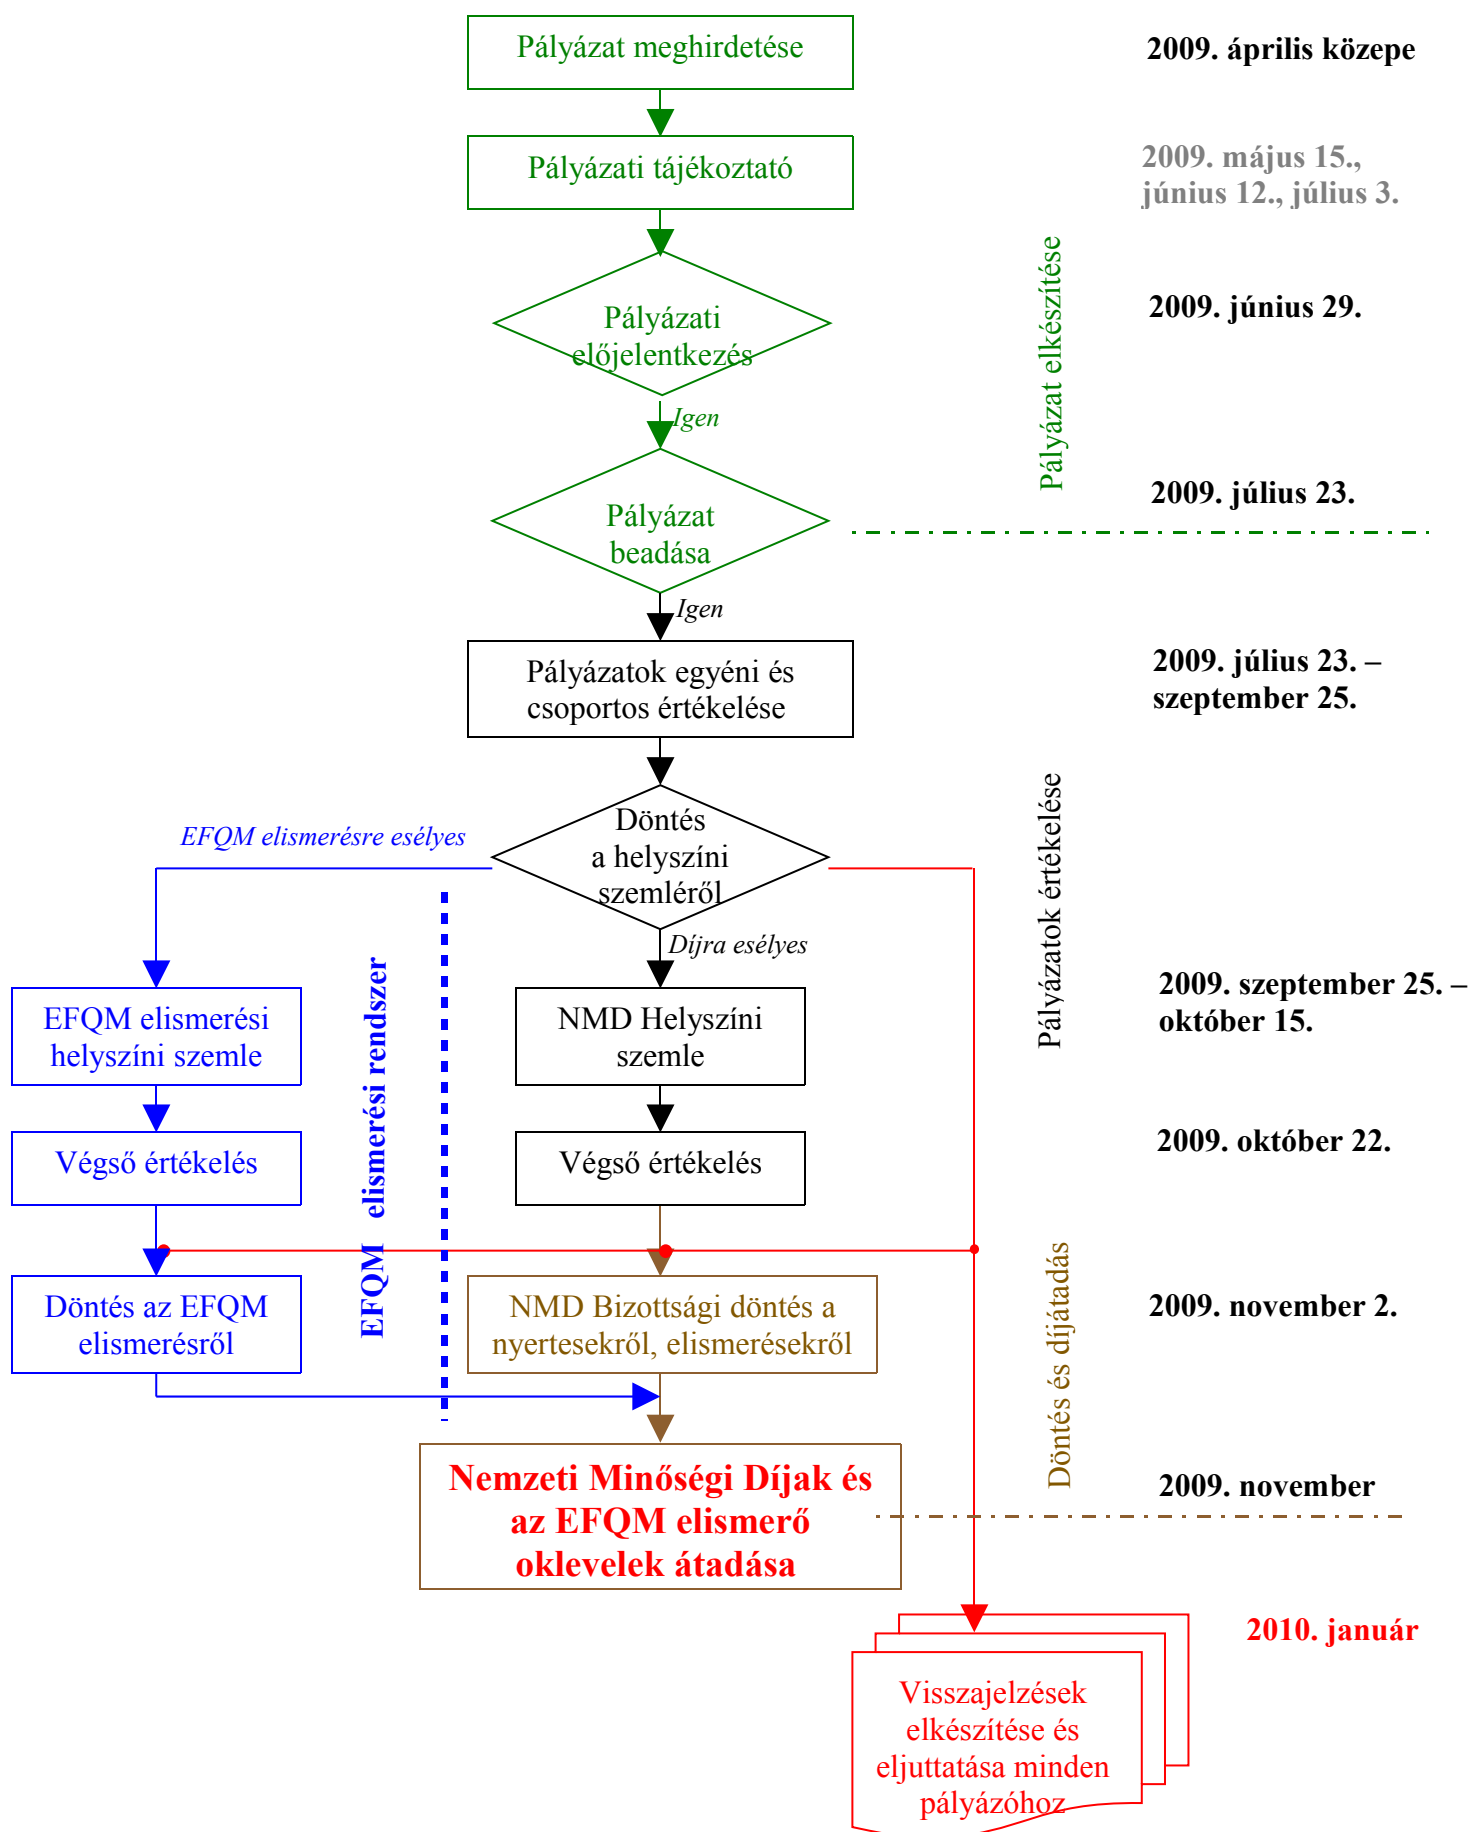 Pályázat meghirdetése
2009. április közepe
Pályázati tájékoztató
2009. május 15.,
június 12., július 3.
Pályázati
előjelentkezés
2009. június 29.
Pályázat elkészítése
Igen
Pályázat
beadása
2009. július 23.
Igen
Pályázatok egyéni és
csoportos értékelése
2009. július 23. –
szeptember 25.
Döntés
a helyszíni
szemléről
EFQM elismerésre esélyes
Díjra esélyes
Pályázatok értékelése
EFQM elismerési
helyszíni szemle
EFQM elismerési rendszer
NMD Helyszíni
szemle
2009. szeptember 25. –
október 15.
Végső értékelés
Végső értékelés
2009. október 22.
Döntés az EFQM
elismerésről
NMD Bizottsági döntés a
nyertesekről, elismerésekről
Döntés és díjátadás
2009. november 2.
Nemzeti Minőségi Díjak és
az EFQM elismerő
oklevelek átadása
2009. november
2010. január
Visszajelzések
elkészítése és
eljuttatása minden
pályázóhoz